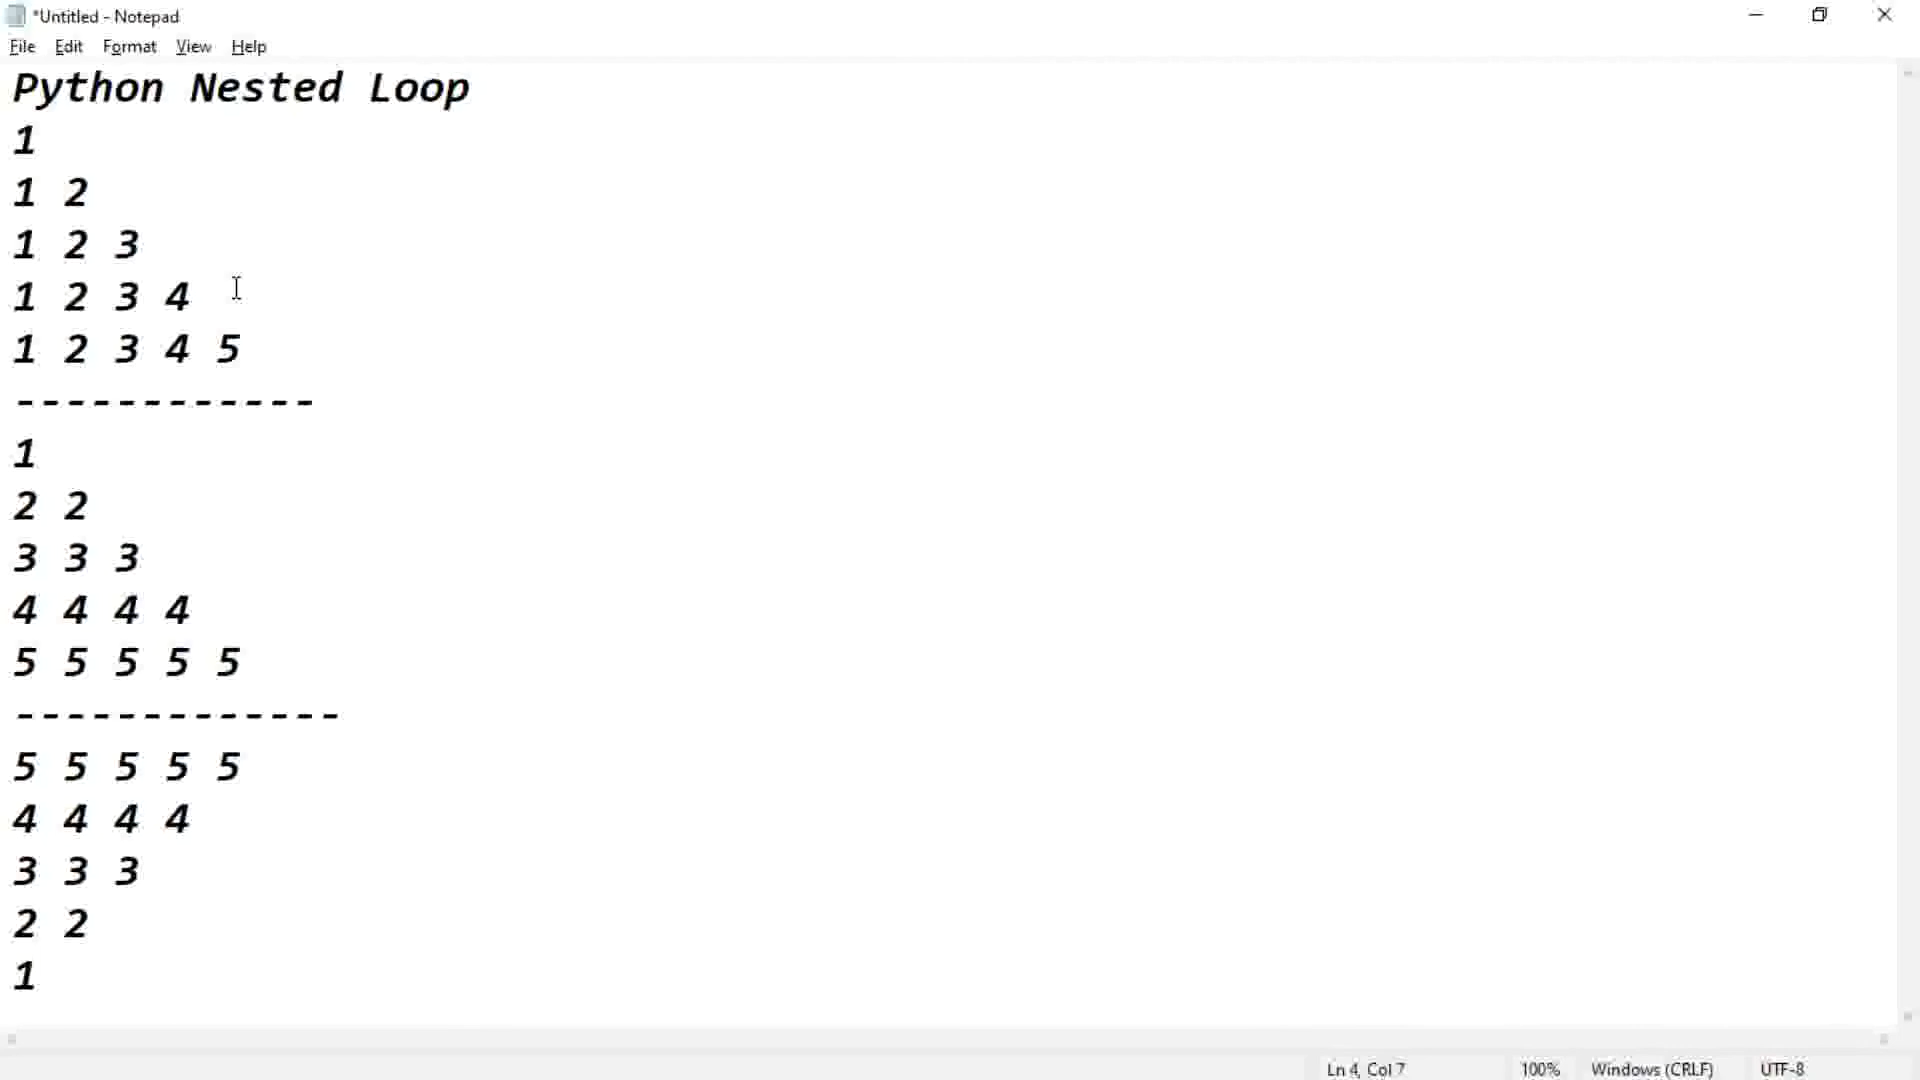 *Untitled - Notepad
File Edit Format View Help
Python Nested Loop
1
1 2
1 2 3
1 2 3 4
1 2 3 4 5
------------
1
2 2
3 3 3
4 4 4 4
5 5 5 5 5
-------------
5 5 5 5 5
4 4 4 4
3 3 3
2 2
1
Ln 4, Col 7 100% Windows (CRLF) UTF-8